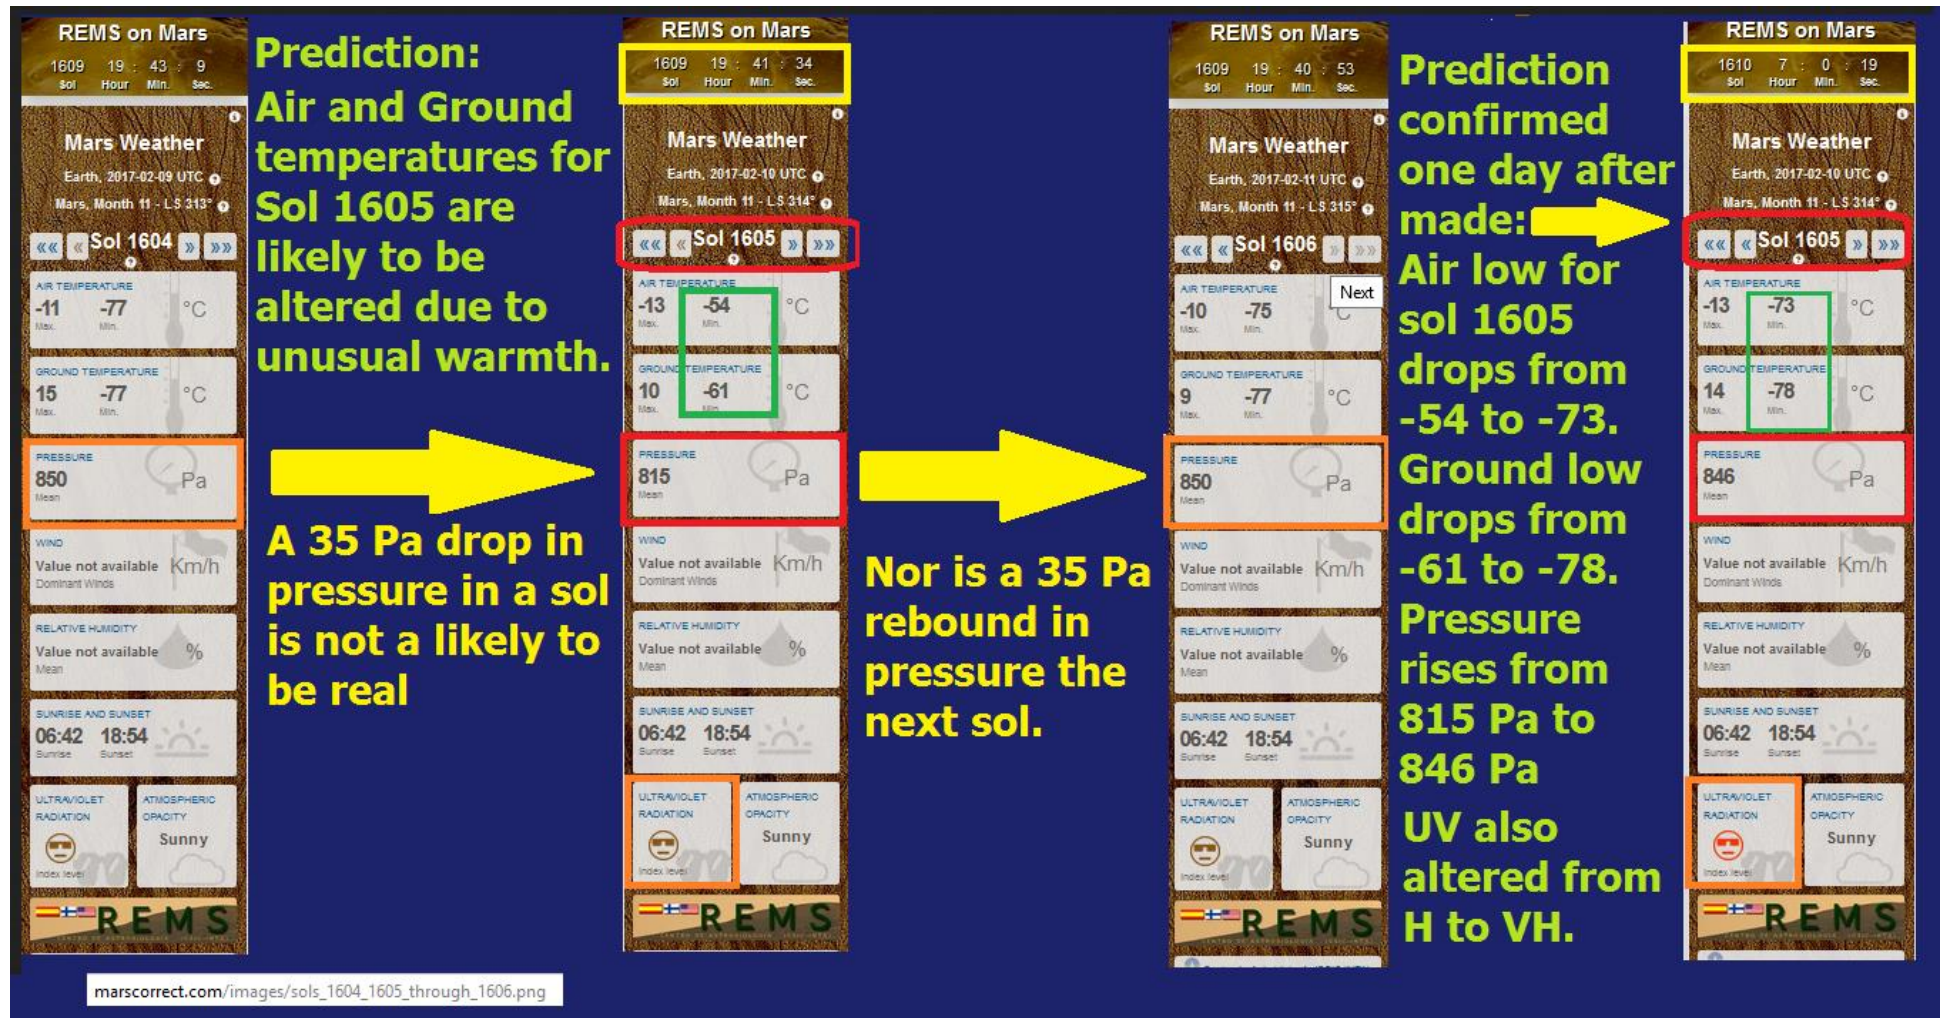 REMS on Mars
1609 19 : 43 : 9
Sol Hour Min. Sec.
Mars Weather
Earth, 2017-02-09 UTC
Mars, Month 11 - LS 313°
«« « Sol 1604 » »»
AIR TEMPERATURE
-11 -77 °C
Max. Min.
GROUND TEMPERATURE
15 -77 °C
Max. Min.
PRESSURE
850 Pa
Mean
WIND
Value not available Km/h
Dominant Winds
RELATIVE HUMIDITY
Value not available %
Mean
SUNRISE AND SUNSET
06:42 18:54
Sunrise Sunset
ULTRAVIOLET RADIATION
Index level
ATMOSPHERIC OPACITY
Sunny
REMS
Prediction:
Air and Ground
temperatures for
Sol 1605 are
likely to be
altered due to
unusual warmth.
A 35 Pa drop in
pressure in a sol
is not a likely to
be real
REMS on Mars
1609 19 : 41 : 34
Sol Hour Min. Sec.
Mars Weather
Earth, 2017-02-10 UTC
Mars, Month 11 - LS 314°
«« « Sol 1605 » »»
AIR TEMPERATURE
-13 -54 °C
Max. Min.
GROUND TEMPERATURE
10 -61 °C
Max. Min.
PRESSURE
815 Pa
Mean
WIND
Value not available Km/h
Dominant Winds
RELATIVE HUMIDITY
Value not available %
Mean
SUNRISE AND SUNSET
06:42 18:54
Sunrise Sunset
ULTRAVIOLET RADIATION
Index level
ATMOSPHERIC OPACITY
Sunny
REMS
Nor is a 35 Pa
rebound in
pressure the
next sol.
REMS on Mars
1609 19 : 40 : 53
Sol Hour Min. Sec.
Mars Weather
Earth, 2017-02-11 UTC
Mars, Month 11 - LS 315°
«« « Sol 1606 » »»
Next
AIR TEMPERATURE
-10 -75
Max. Min.
GROUND TEMPERATURE
9 -77 °C
Max. Min.
PRESSURE
850 Pa
Mean
WIND
Value not available Km/h
Dominant Winds
RELATIVE HUMIDITY
Value not available %
Mean
SUNRISE AND SUNSET
06:42 18:54
Sunrise Sunset
ULTRAVIOLET RADIATION
Index level
ATMOSPHERIC OPACITY
Sunny
REMS
Prediction
confirmed
one day after
made:
Air low for
sol 1605
drops from
-54 to -73.
Ground low
drops from
-61 to -78.
Pressure
rises from
815 Pa to
846 Pa
UV also
altered from
H to VH.
REMS on Mars
1610 7 : 0 : 19
Sol Hour Min. Sec.
Mars Weather
Earth, 2017-02-10 UTC
Mars, Month 11 - LS 314°
«« « Sol 1605 » »»
AIR TEMPERATURE
-13 -73 °C
Max. Min.
GROUND TEMPERATURE
14 -78 °C
Max. Min.
PRESSURE
846 Pa
Mean
WIND
Value not available Km/h
Dominant Winds
RELATIVE HUMIDITY
Value not available %
Mean
SUNRISE AND SUNSET
06:42 18:54
Sunrise Sunset
ULTRAVIOLET RADIATION
Index level
ATMOSPHERIC OPACITY
Sunny
REMS
marscorrect.com/images/sols_1604_1605_through_1606.png